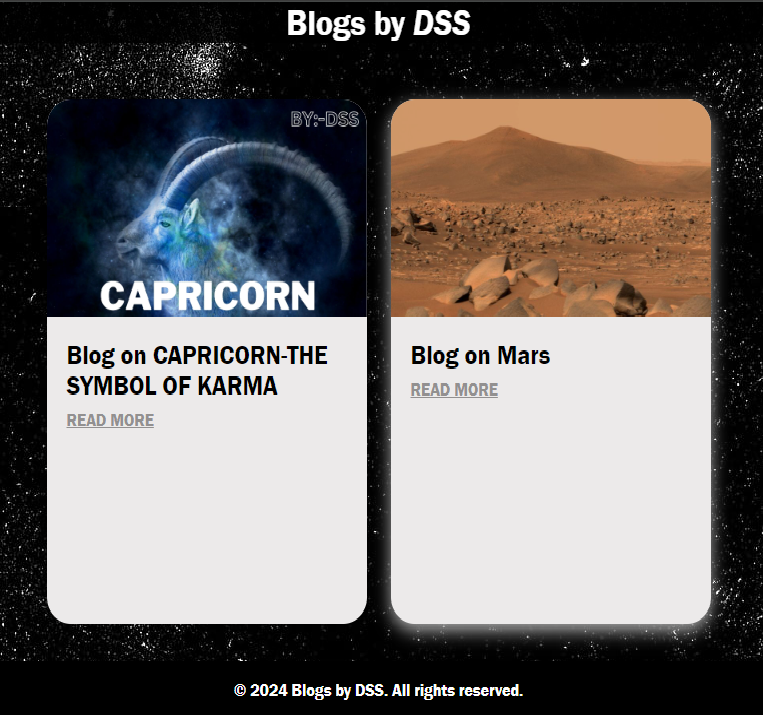 Blogs by DSS
BY:-DSS
CAPRICORN
Blog on CAPRICORN-THE
SYMBOL OF KARMA
READ MORE
Blog on Mars
READ MORE
© 2024 Blogs by DSS. All rights reserved.